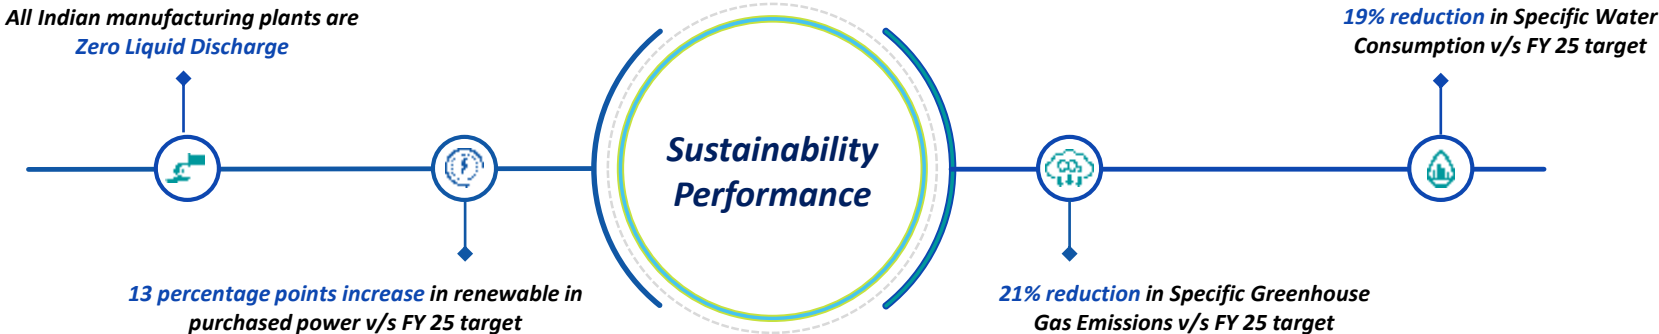 All Indian manufacturing plants are
Zero Liquid Discharge
13 percentage points increase in renewable in
purchased power v/s FY 25 target
Sustainability
Performance
CO2
21% reduction in Specific Greenhouse
Gas Emissions v/s FY 25 target
19% reduction in Specific Water
Consumption v/s FY 25 target